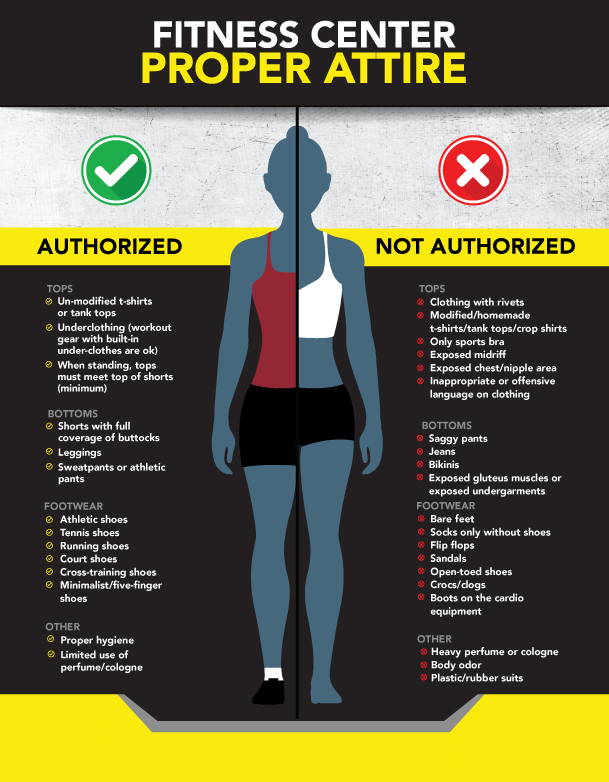 FITNESS CENTER
PROPER ATTIRE
AUTHORIZED
TOPS
Un-modified t-shirts
or tank tops
Underclothing (workout
gear with built-in
under-clothes are ok)
When standing, tops
must meet top of shorts
(minimum)
BOTTOMS
Shorts with full
coverage of buttocks
Leggings
Sweatpants or athletic
pants
FOOTWEAR
Athletic shoes
Tennis shoes
Running shoes
Court shoes
Cross-training shoes
Minimalist/five-finger
shoes
OTHER
Proper hygiene
Limited use of
perfume/cologne
NOT AUTHORIZED
TOPS
Clothing with rivets
Modified/homemade
t-shirts/tank tops/crop shirts
Only sports bra
Exposed midriff
Exposed chest/nipple area
Inappropriate or offensive
language on clothing
BOTTOMS
Saggy pants
Jeans
Bikinis
Exposed gluteus muscles or
exposed undergarments
FOOTWEAR
Bare feet
Socks only without shoes
Flip flops
Sandals
Open-toed shoes
Crocs/clogs
Boots on the cardio
equipment
OTHER
Heavy perfume or cologne
Body odor
Plastic/rubber suits